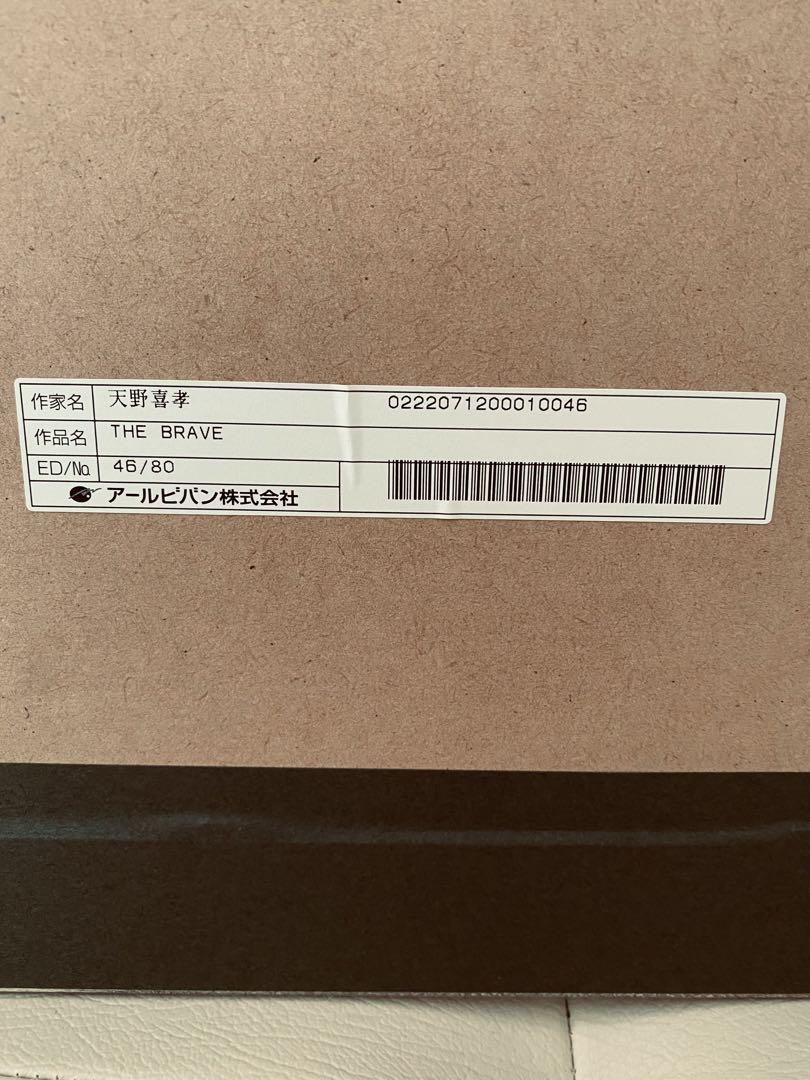 作家名 天野喜孝 0222071200010046
作品名 THE BRAVE
ED/No. 46/80
アールビバン株式会社